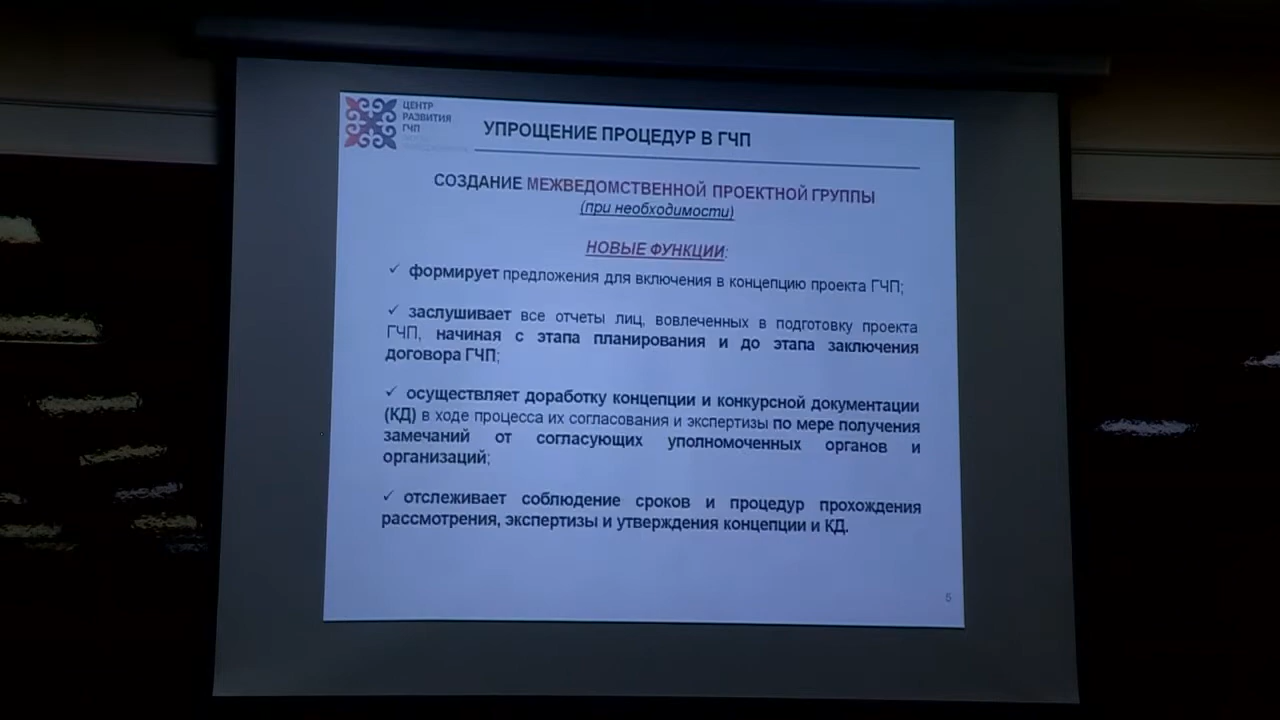 ЦЕНТР
РАЗВИТИЯ
ГЧП
УПРОЩЕНИЕ ПРОЦЕДУР В ГЧП
СОЗДАНИЕ МЕЖВЕДОМСТВЕННОЙ ПРОЕКТНОЙ ГРУППЫ
(при необходимости)
НОВЫЕ ФУНКЦИИ:
✓ формирует предложения для включения в концепцию проекта ГЧП;
✓ заслушивает все отчеты лиц, вовлеченных в подготовку проекта
ГЧП, начиная с этапа планирования и до этапа заключения
договора ГЧП;
✓ осуществляет доработку концепции и конкурсной документации
(КД) в ходе процесса их согласования и экспертизы по мере получения
замечаний от согласующих уполномоченных органов и
организаций;
✓ отслеживает соблюдение сроков и процедур прохождения
рассмотрения, экспертизы и утверждения концепции и КД.
5